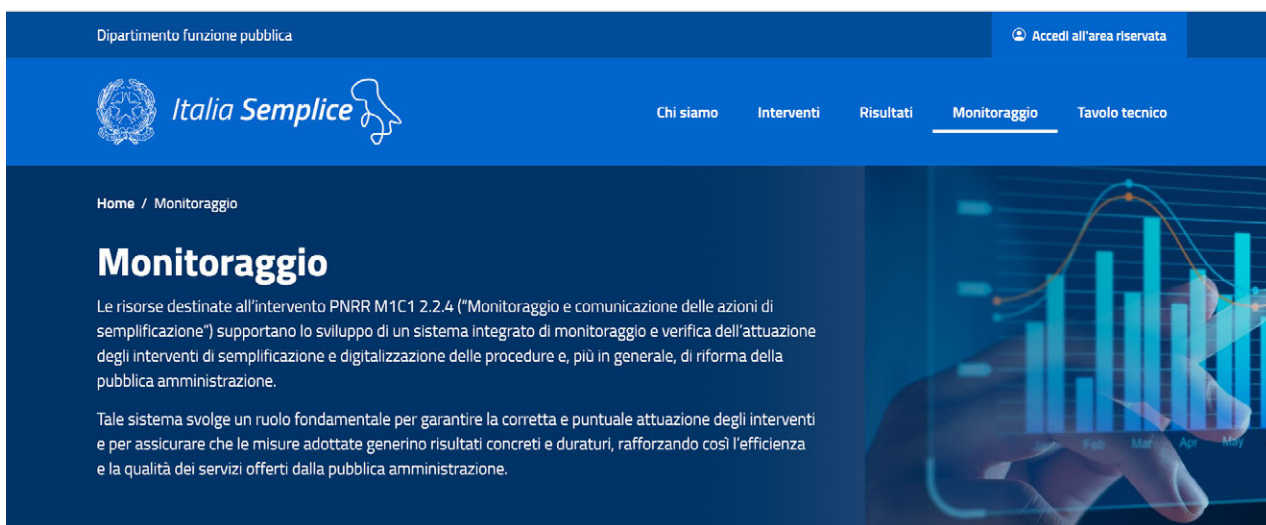 Dipartimento funzione pubblica
Accedi all'area riservata
Italia Semplice
Chi siamo
Interventi
Risultati
Monitoraggio
Tavolo tecnico
Home / Monitoraggio
Monitoraggio
Le risorse destinate all'intervento PNRR M1C1 2.2.4 ("Monitoraggio e comunicazione delle azioni di
semplificazione") supportano lo sviluppo di un sistema integrato di monitoraggio e verifica dell'attuazione
degli interventi di semplificazione e digitalizzazione delle procedure e, più in generale, di riforma della
pubblica amministrazione.
Tale sistema svolge un ruolo fondamentale per garantire la corretta e puntuale attuazione degli interventi
e per assicurare che le misure adottate generino risultati concreti e duraturi, rafforzando così l'efficienza
e la qualità dei servizi offerti dalla pubblica amministrazione.
Feb
Mar
Apr
May